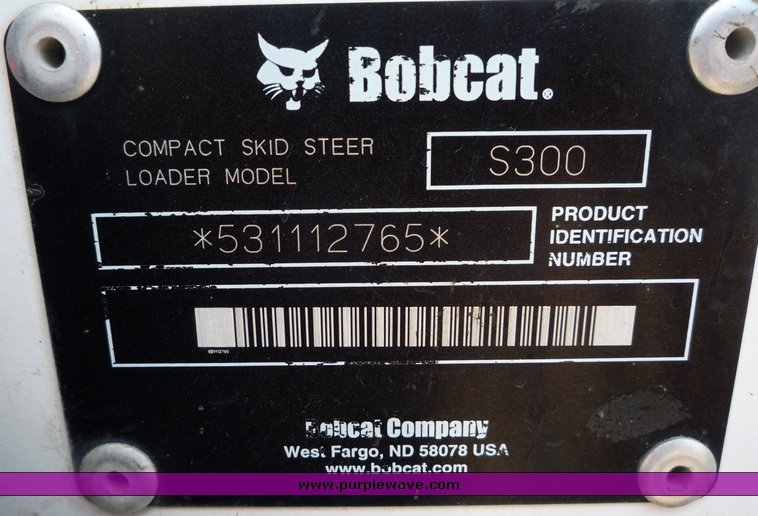 Bobcat®
COMPACT SKID STEER
LOADER MODEL
S300
*531112765*
PRODUCT
IDENTIFICATION
NUMBER
531112765
Bobcat Company
West Fargo, ND 58078 USA
www.bobcat.com
www.purplewave.com